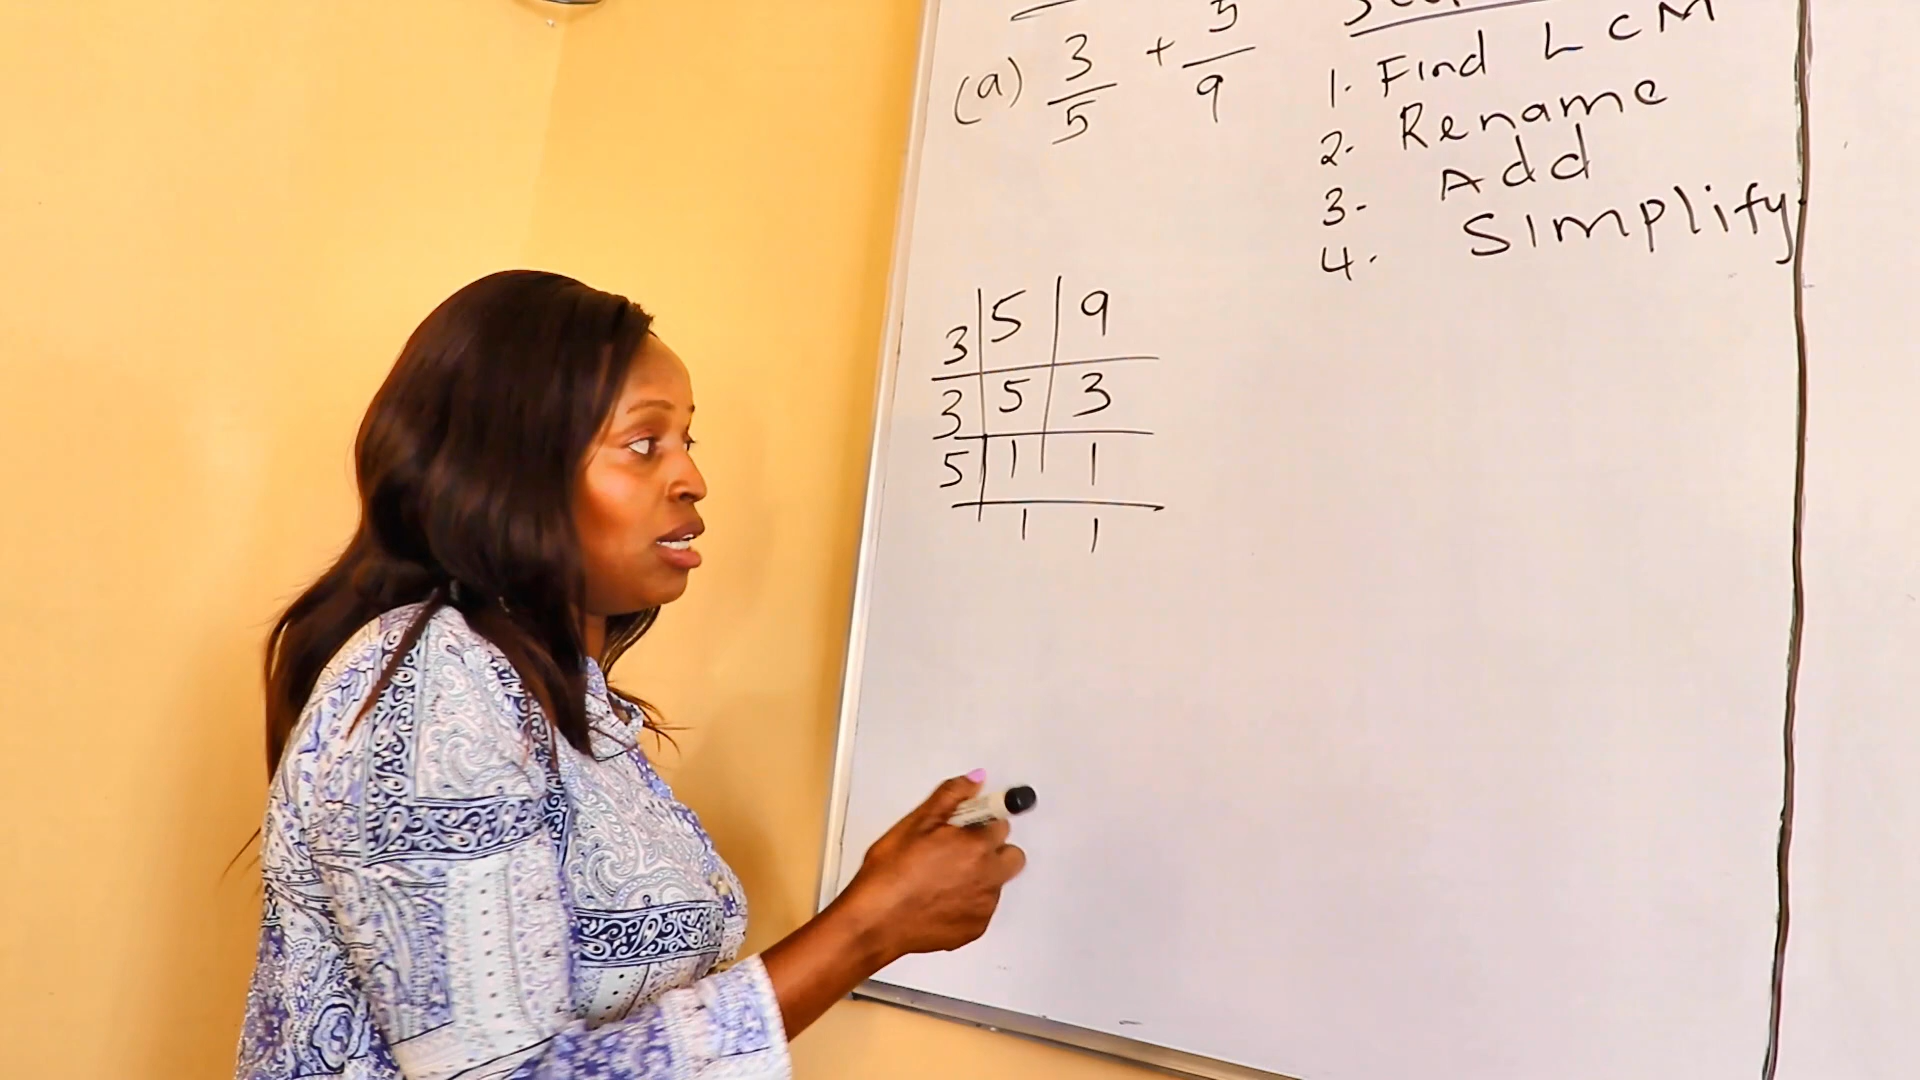 (a) 3/5 + 5/9
1. Find LCM
2. Rename
3. Add
4. Simplify
3 | 5 | 9
3 | 5 | 3
5 | 1 | 1
1 1